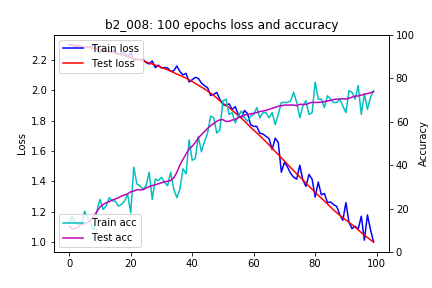 b2_008: 100 epochs loss and accuracy
Train loss
Test loss
Train acc
Test acc
Loss
2.2
2.0
1.8
1.6
1.4
1.2
1.0
Accuracy
100
80
60
40
20
0
0
20
40
60
80
100